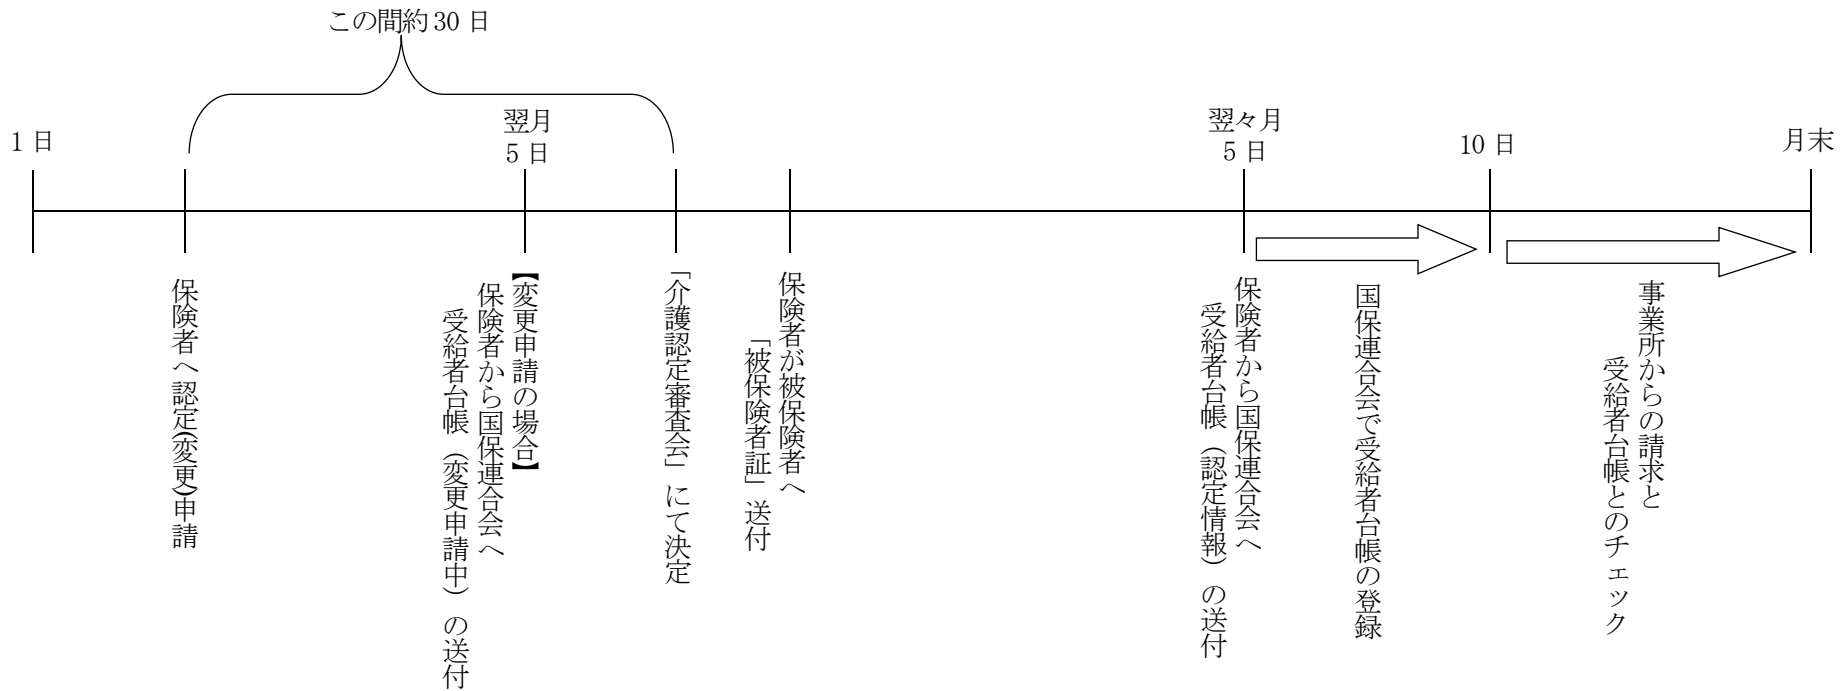 この間約30日
1日
翌月
5日
翌々月
5日
10日
月末
保険者へ認定(変更)申請
【変更申請の場合】
保険者から国保連合会へ
受給者台帳（変更申請中）の送付
「介護認定審査会」にて決定
保険者が被保険者へ
「被保険者証」送付
保険者から国保連合会へ
受給者台帳（認定情報）の送付
国保連合会で受給者台帳の登録
事業所からの請求と
受給者台帳とのチェック